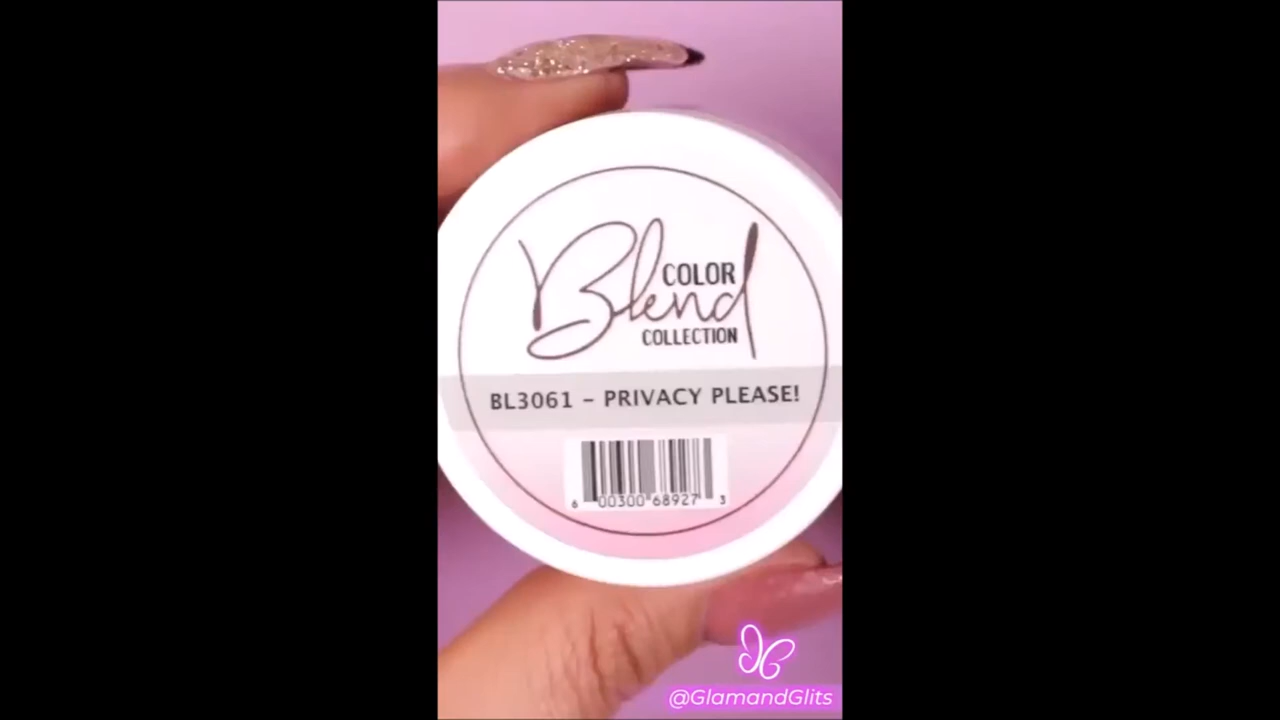 COLOR
Blend
COLLECTION
BL3061 - PRIVACY PLEASE!
6 00300 68927 3
@GlamandGlits